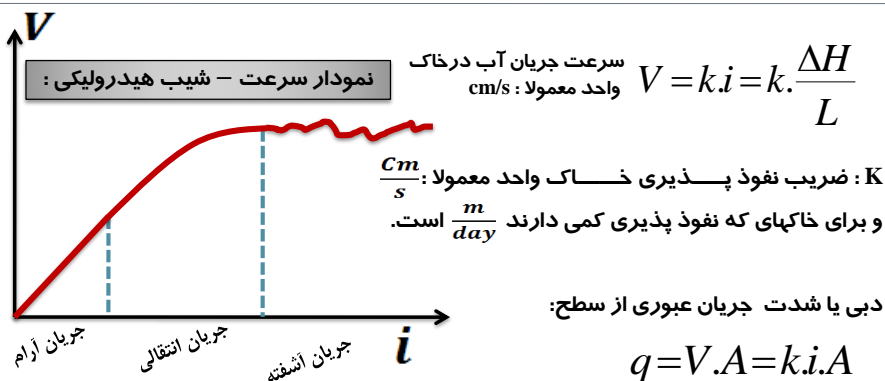 V
نمودار سرعت – شیب هیدرولیکی :
سرعت جریان آب درخاک
واحد معمولا : cm/s
V = k.i = k. ΔH/L
K : ضریب نفوذ پــــذیری خـــــاک واحد معمولا : Cm/s
و برای خاکهای که نفوذ پذیری کمی دارند m/day است.
دبی یا شدت جریان عبوری از سطح:
q = V.A = k.i.A
جریان آرام
جریان انتقالی
جریان آشفته
i